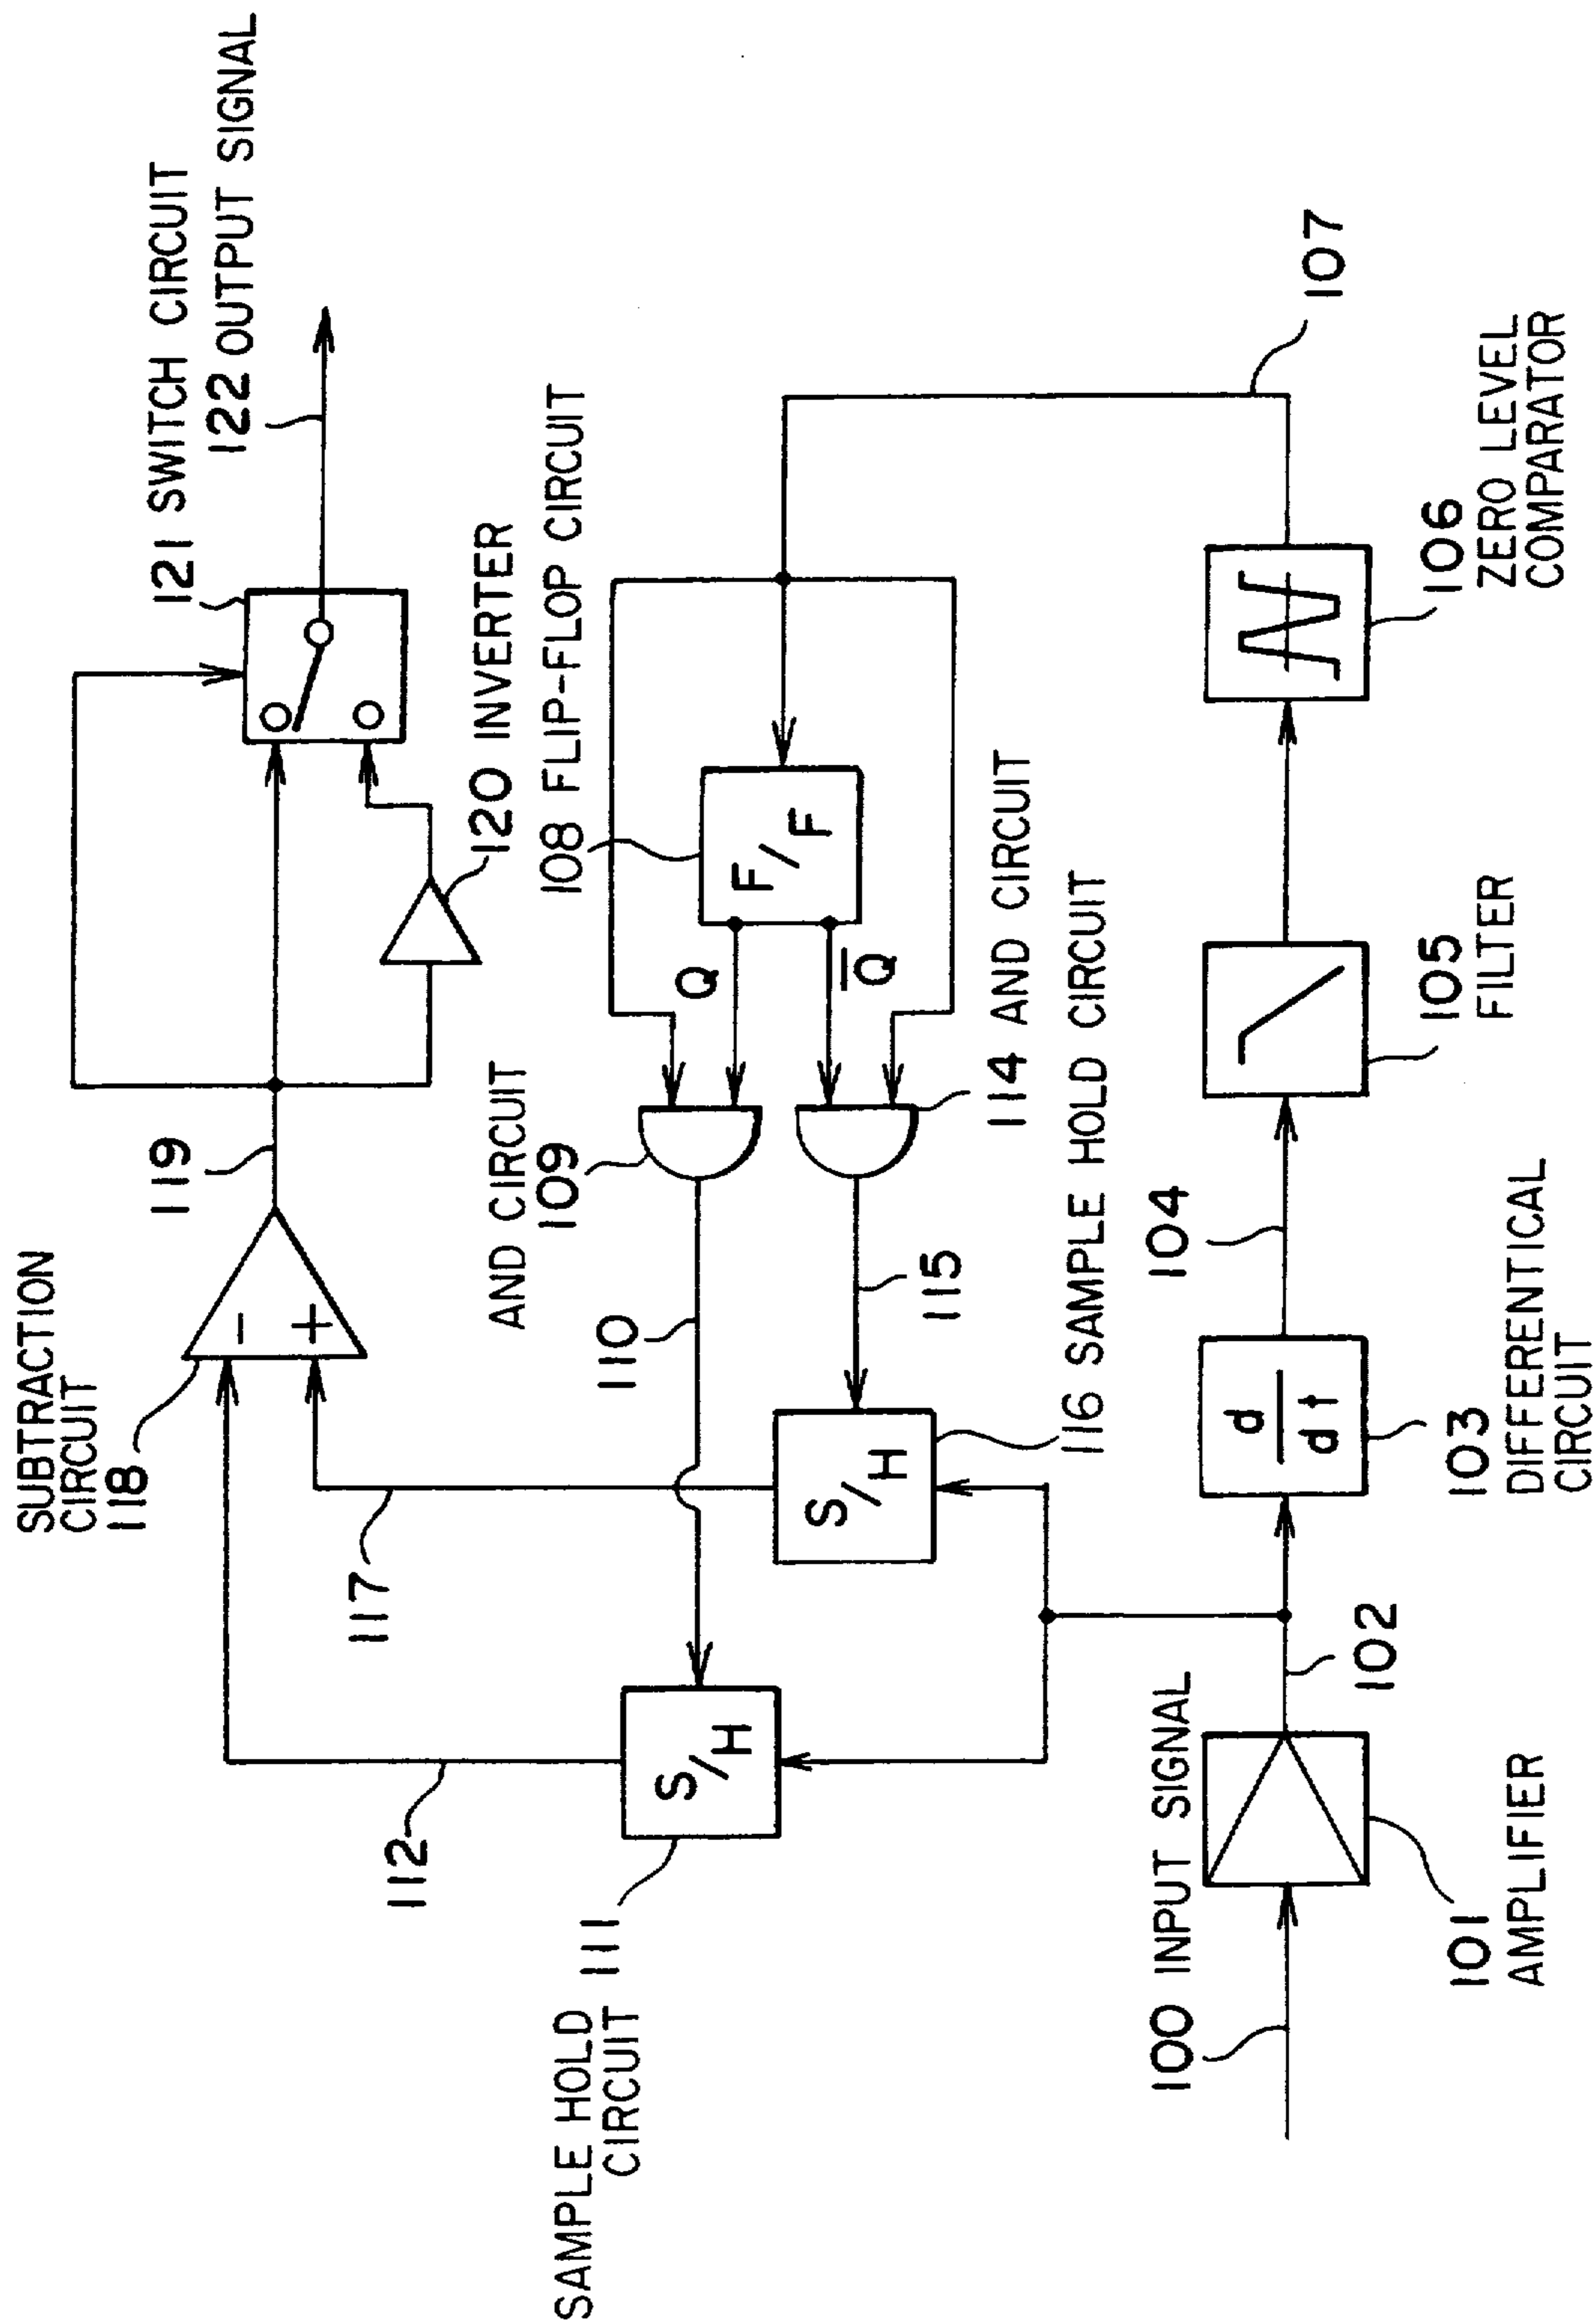 SUBTRACTION
CIRCUIT
118
119
121 SWITCH CIRCUIT
122 OUTPUT SIGNAL
−
+
120 INVERTER
117
112
AND CIRCUIT
109
108 FLIP-FLOP CIRCUIT
110
Q
Q̅
F/F
SAMPLE HOLD
CIRCUIT
111
S/H
S/H
115
114 AND CIRCUIT
116 SAMPLE HOLD CIRCUIT
107
100 INPUT SIGNAL
102
104
d
dt
101
AMPLIFIER
103
DIFFERENTICAL
CIRCUIT
105
FILTER
106
ZERO LEVEL
COMPARATOR